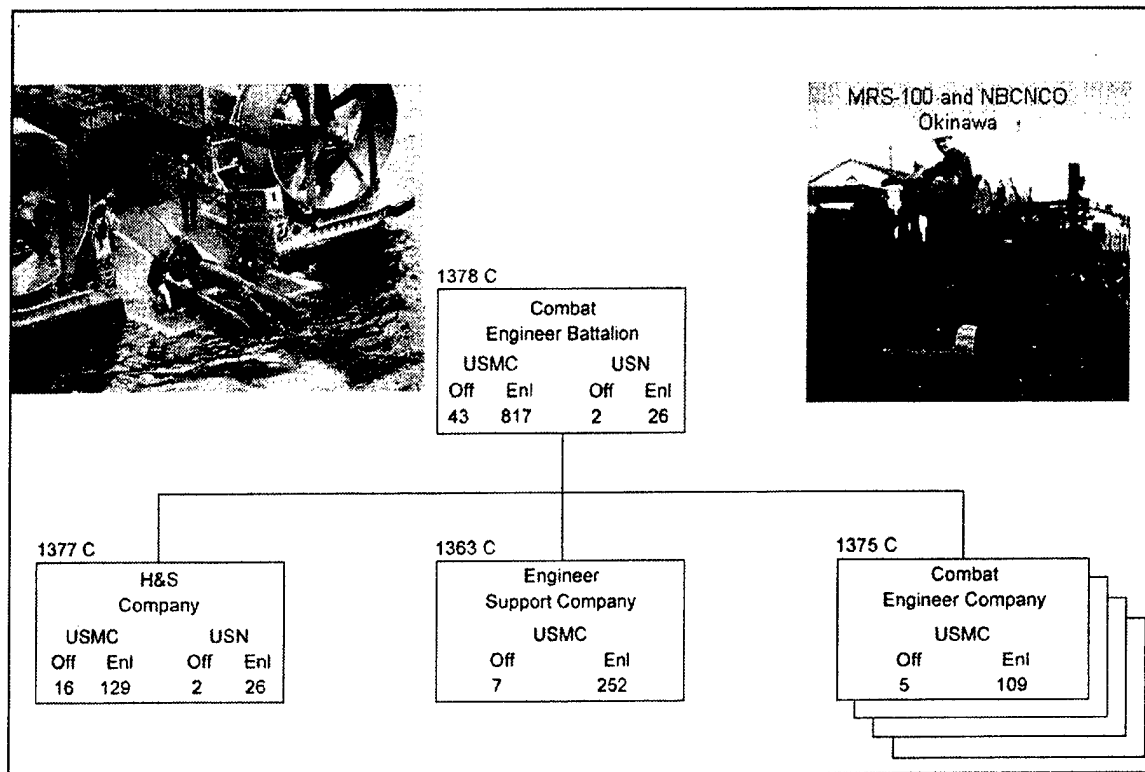 MRS-100 and NBCNCO
Okinawa
1378 C
Combat
Engineer Battalion
USMC USN
Off Enl Off Enl
43 817 2 26
1377 C
H&S
Company
USMC USN
Off Enl Off Enl
16 129 2 26
1363 C
Engineer
Support Company
USMC
Off Enl
7 252
1375 C
Combat
Engineer Company
USMC
Off Enl
5 109